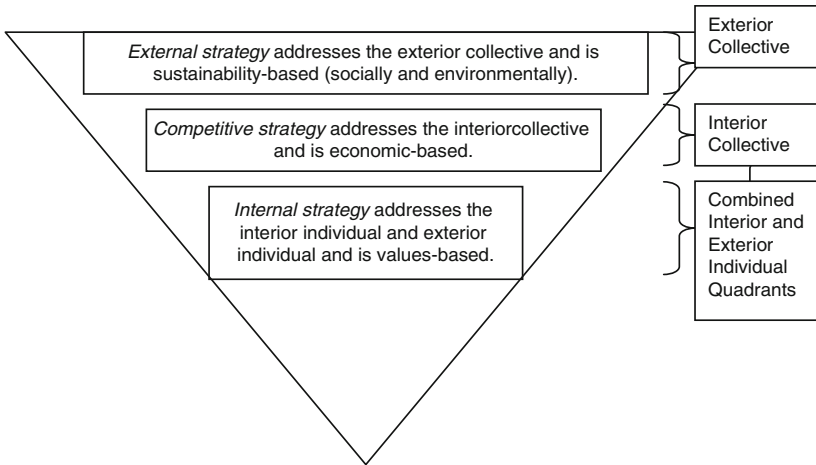 External strategy addresses the exterior collective and is
sustainability-based (socially and environmentally).
Exterior
Collective
Competitive strategy addresses the interiorcollective
and is economic-based.
Interior
Collective
Internal strategy addresses the
interior individual and exterior
individual and is values-based.
Combined
Interior and
Exterior
Individual
Quadrants